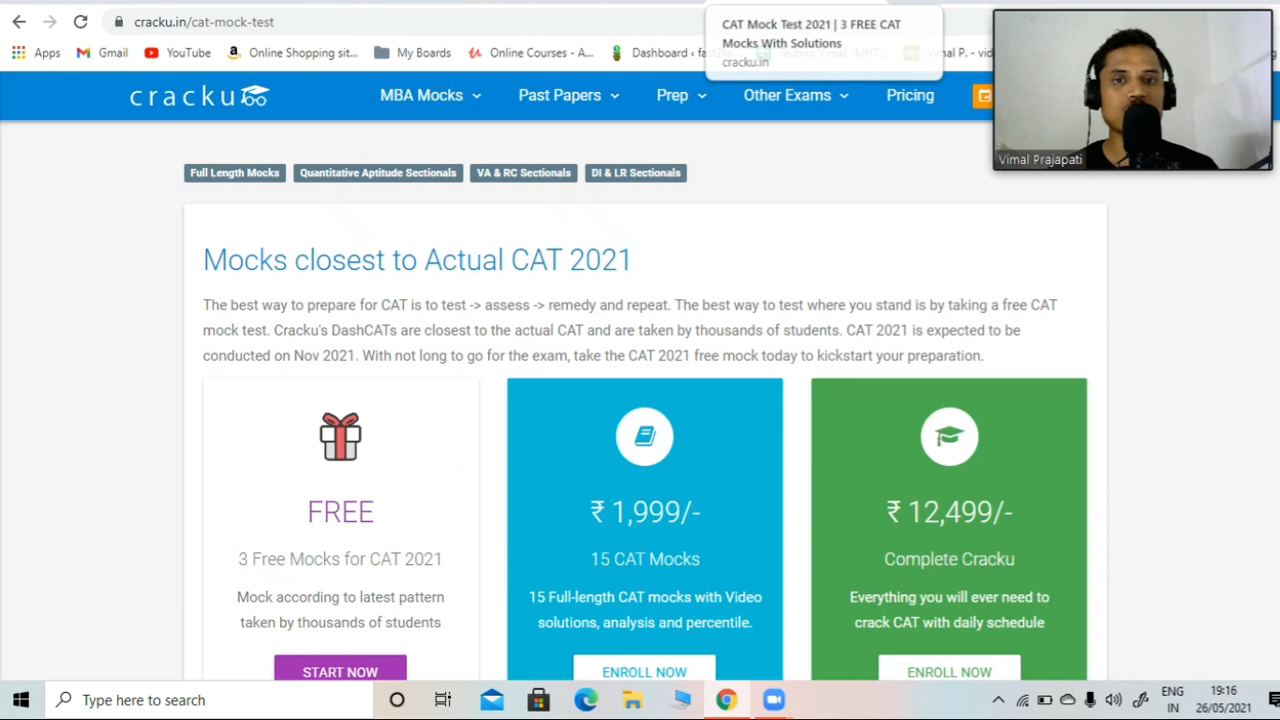 cracku.in/cat-mock-test
CAT Mock Test 2021 | 3 FREE CAT
Mocks With Solutions
cracku.in
Apps
Gmail
YouTube
Online Shopping sit...
My Boards
Online Courses - A...
Dashboard
cracku
MBA Mocks
Past Papers
Prep
Other Exams
Pricing
Vimal Prajapati
Full Length Mocks
Quantitative Aptitude Sectionals
VA & RC Sectionals
DI & LR Sectionals
Mocks closest to Actual CAT 2021
The best way to prepare for CAT is to test -> assess -> remedy and repeat. The best way to test where you stand is by taking a free CAT
mock test. Cracku's DashCATs are closest to the actual CAT and are taken by thousands of students. CAT 2021 is expected to be
conducted on Nov 2021. With not long to go for the exam, take the CAT 2021 free mock today to kickstart your preparation.
FREE
3 Free Mocks for CAT 2021
Mock according to latest pattern
taken by thousands of students
START NOW
₹ 1,999/-
15 CAT Mocks
15 Full-length CAT mocks with Video
solutions, analysis and percentile.
ENROLL NOW
₹ 12,499/-
Complete Cracku
Everything you will ever need to
crack CAT with daily schedule
ENROLL NOW
Type here to search
ENG
IN
19:16
26/05/2021